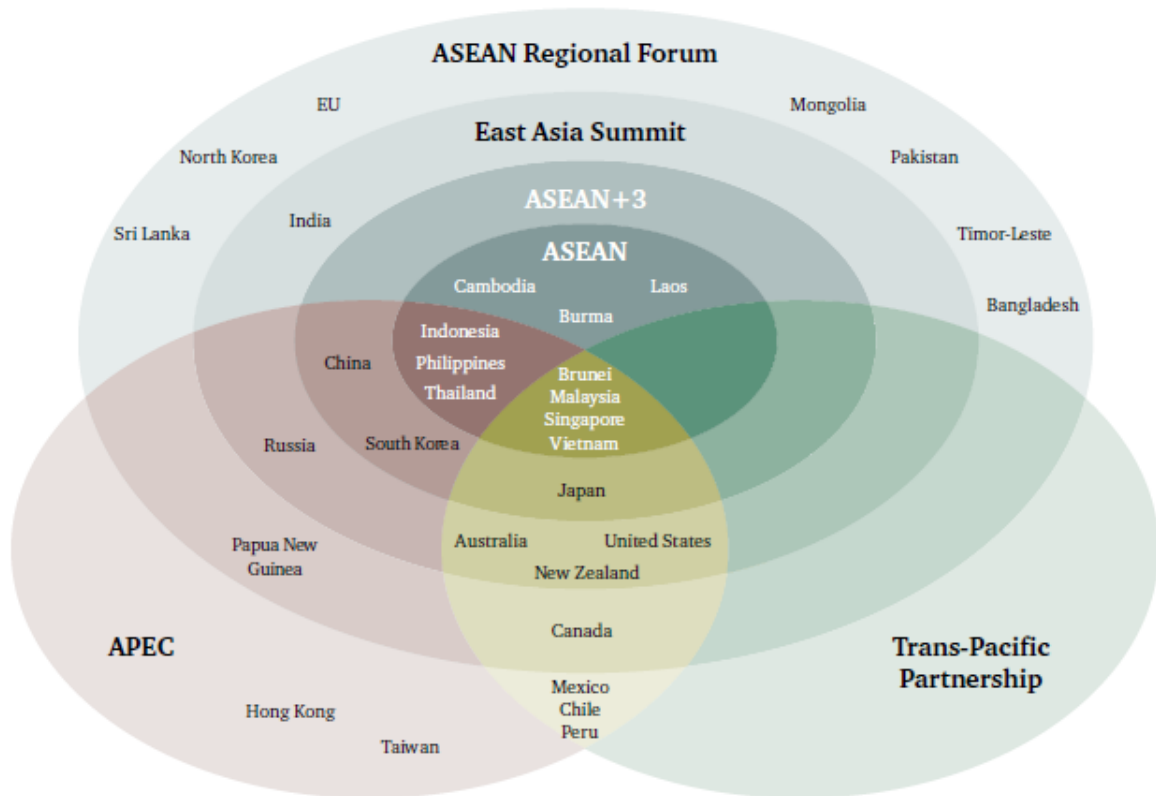 ASEAN Regional Forum
EU
Mongolia
East Asia Summit
North Korea
Pakistan
ASEAN+3
India
Sri Lanka
Timor-Leste
ASEAN
Cambodia
Laos
Bangladesh
Burma
Indonesia
China
Philippines
Brunei
Thailand
Malaysia
Singapore
Russia
South Korea
Vietnam
Japan
Australia
United States
Papua New
Guinea
New Zealand
Canada
APEC
Trans-Pacific
Partnership
Mexico
Hong Kong
Chile
Peru
Taiwan